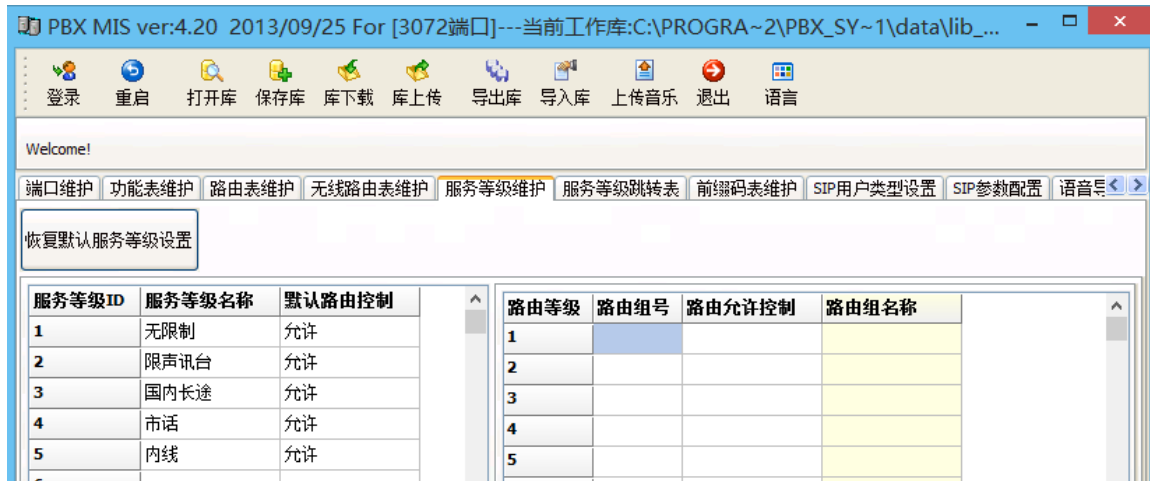 PBX MIS ver:4.20 2013/09/25 For [3072端口]---当前工作库:C:\PROGRA~2\PBX_SY~1\data\lib_...
登录 重启 打开库 保存库 库下载 库上传 导出库 导入库 上传音乐 退出 语言
Welcome!
端口维护 功能表维护 路由表维护 无线路由表维护 服务等级维护 服务等级跳转表 前缀码表维护 SIP用户类型设置 SIP参数配置 语音导
恢复默认服务等级设置
服务等级ID 服务等级名称 默认路由控制 路由等级 路由组号 路由允许控制 路由组名称
1 无限制 允许 1
2 限声讯台 允许 2
3 国内长途 允许 3
4 市话 允许 4
5 内线 允许 5